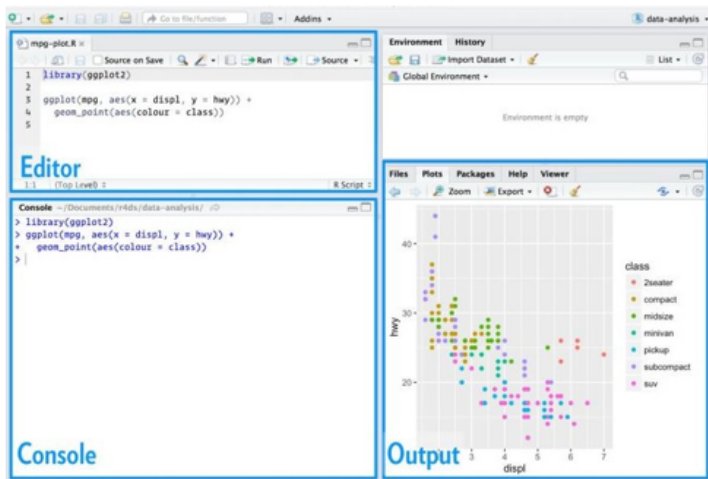 Go to file/function
Addins
data-analysis
mpg-plot.R
Source on Save
Run
Source
1 library(ggplot2)
2
3 ggplot(mpg, aes(x = displ, y = hwy)) +
4 geom_point(aes(colour = class))
5
Editor
1:1 (Top Level) R Script
Console ~/Documents/r4ds/data-analysis/
> library(ggplot2)
> ggplot(mpg, aes(x = displ, y = hwy)) +
+ geom_point(aes(colour = class))
>
Console
Environment History
Import Dataset List
Global Environment
Environment is empty
Files Plots Packages Help Viewer
Zoom Export
40
30
20
hwy
3 4 5 6 7
displ
class
2seater
compact
midsize
minivan
pickup
subcompact
suv
Output